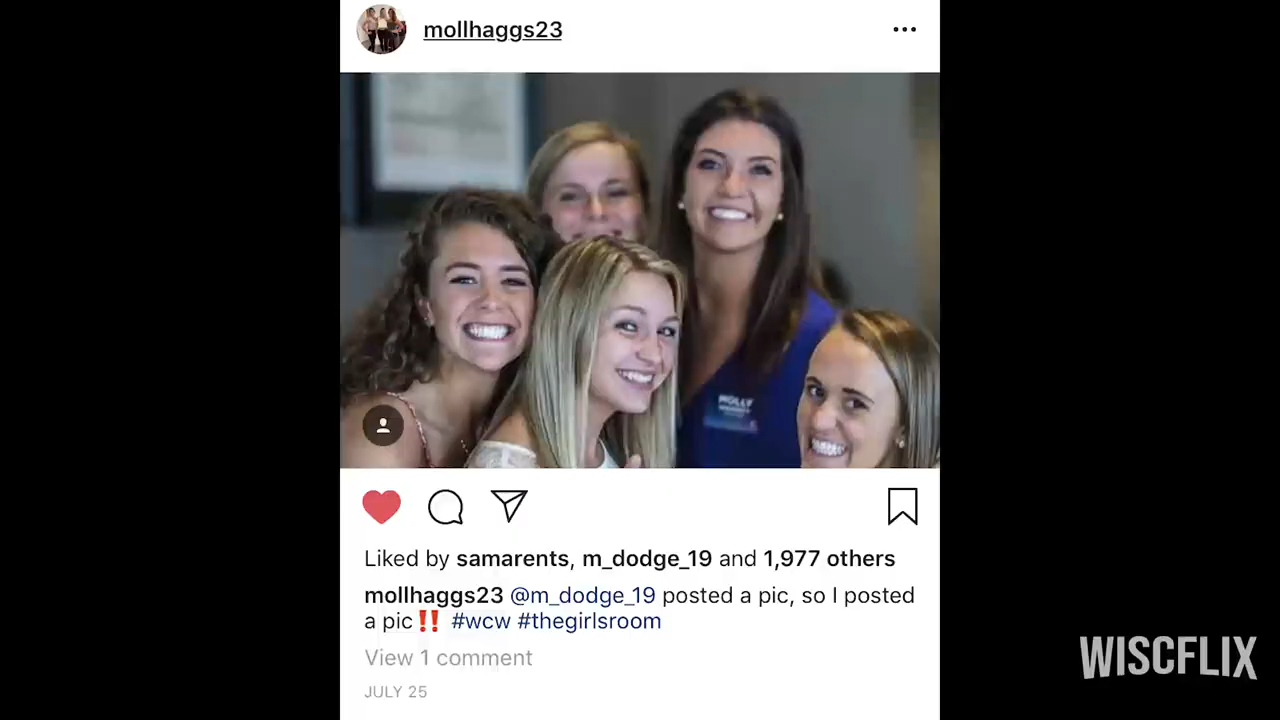 mollhaggs23
MOLLY
Liked by samarents, m_dodge_19 and 1,977 others
mollhaggs23 @m_dodge_19 posted a pic, so I posted
a pic‼️ #wcw #thegirlsroom
View 1 comment
JULY 25
WISCFLIX